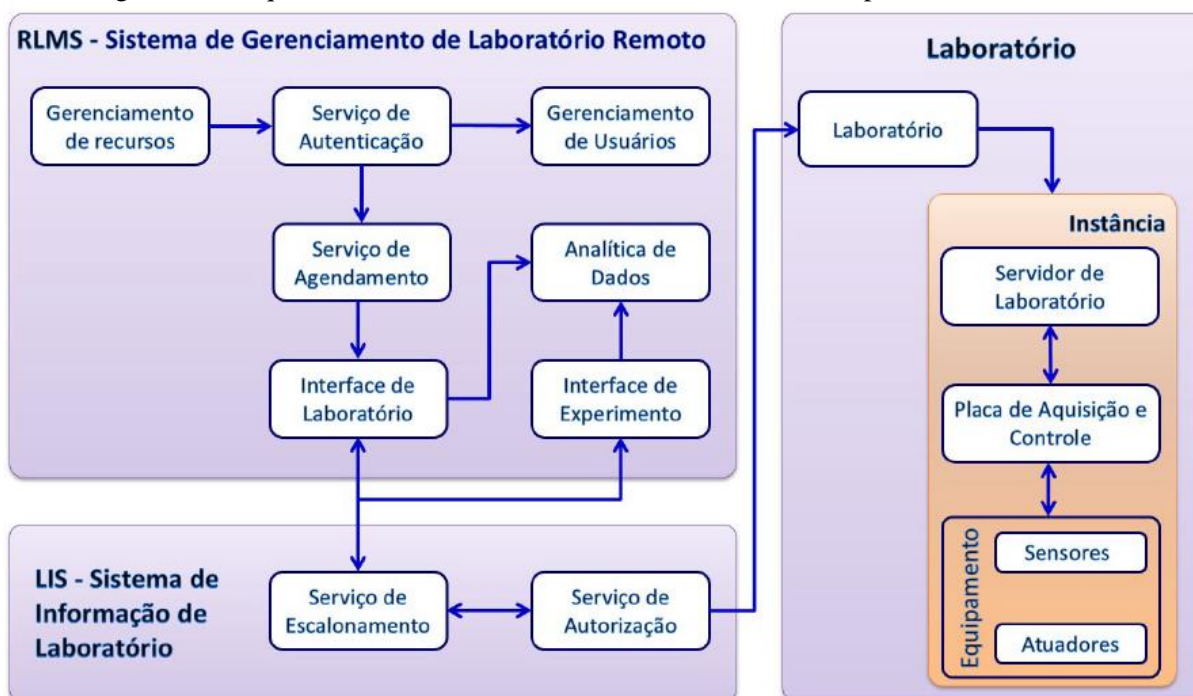 RLMS - Sistema de Gerenciamento de Laboratório Remoto
Gerenciamento
de recursos
Serviço de
Autenticação
Gerenciamento
de Usuários
Serviço de
Agendamento
Analítica de
Dados
Interface de
Laboratório
Interface de
Experimento
LIS - Sistema de
Informação de
Laboratório
Serviço de
Escalonamento
Serviço de
Autorização
Laboratório
Laboratório
Instância
Servidor de
Laboratório
Placa de Aquisição e
Controle
Equipamento
Sensores
Atuadores